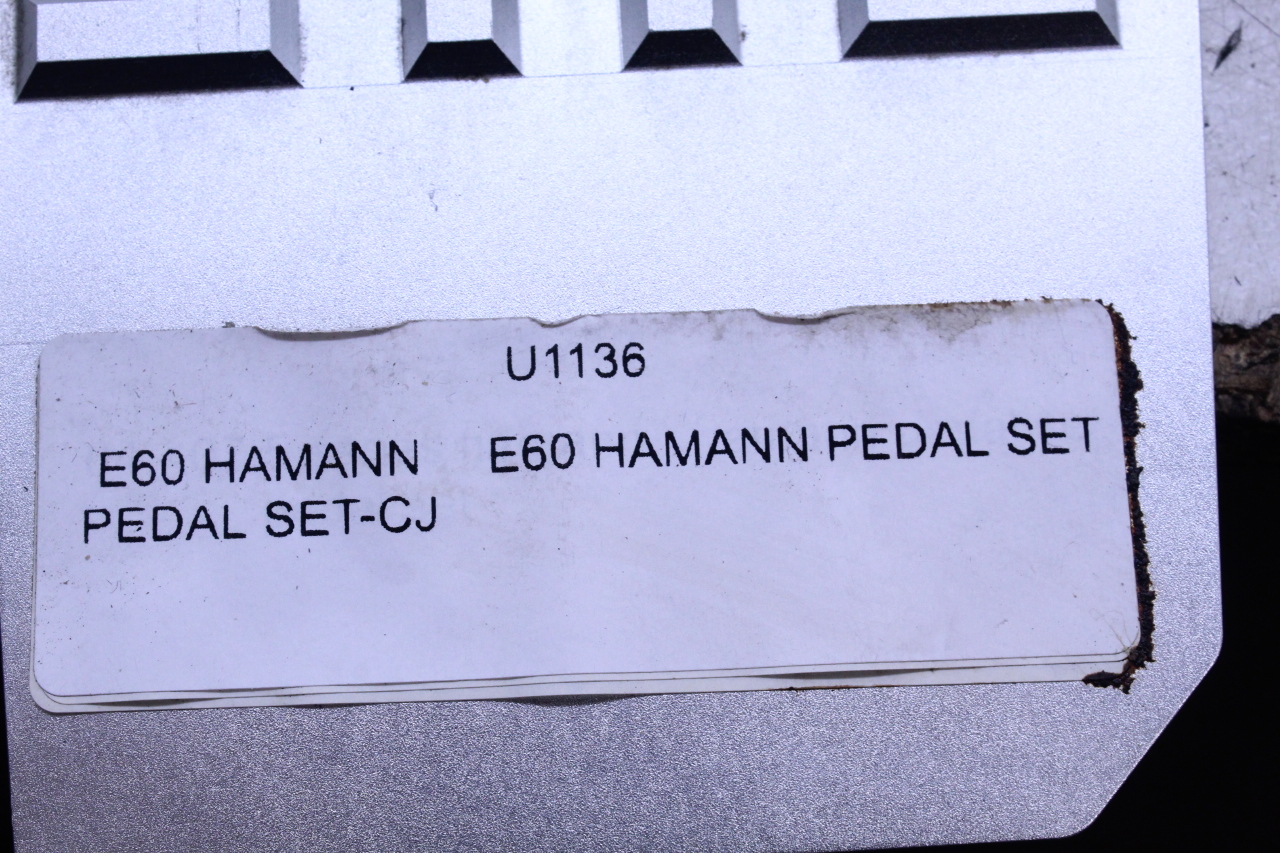 U1136
E60 HAMANN PEDAL SET-CJ
E60 HAMANN PEDAL SET